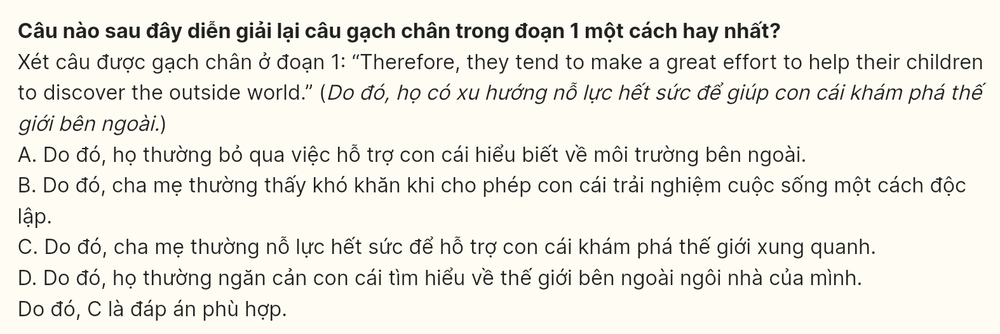 Câu nào sau đây diễn giải lại câu gạch chân trong đoạn 1 một cách hay nhất?
Xét câu được gạch chân ở đoạn 1: “Therefore, they tend to make a great effort to help their children
to discover the outside world.” (Do đó, họ có xu hướng nỗ lực hết sức để giúp con cái khám phá thế
giới bên ngoài.)
A. Do đó, họ thường bỏ qua việc hỗ trợ con cái hiểu biết về môi trường bên ngoài.
B. Do đó, cha mẹ thường thấy khó khăn khi cho phép con cái trải nghiệm cuộc sống một cách độc
lập.
C. Do đó, cha mẹ thường nỗ lực hết sức để hỗ trợ con cái khám phá thế giới xung quanh.
D. Do đó, họ thường ngăn cản con cái tìm hiểu về thế giới bên ngoài ngôi nhà của mình.
Do đó, C là đáp án phù hợp.